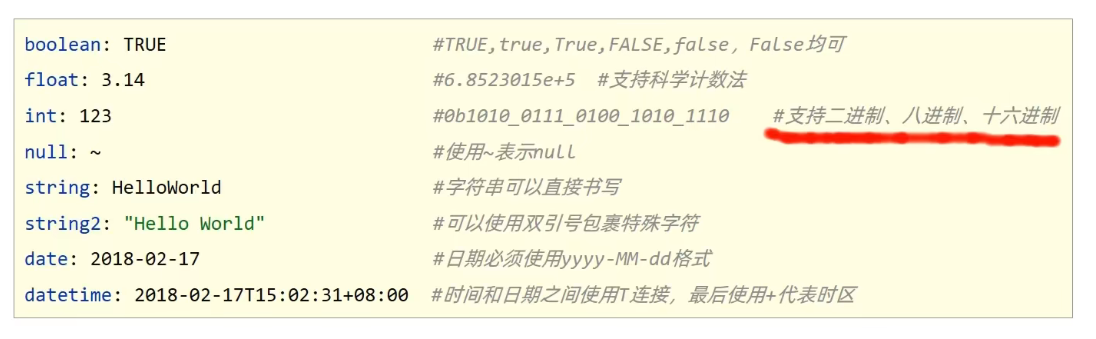 boolean: TRUE #TRUE,true,True,FALSE,false，False均可
float: 3.14 #6.8523015e+5 #支持科学计数法
int: 123 #0b1010_0111_0100_1010_1110 #支持二进制、八进制、十六进制
null: ~ #使用~表示null
string: HelloWorld #字符串可以直接书写
string2: "Hello World" #可以使用双引号包裹特殊字符
date: 2018-02-17 #日期必须使用yyyy-MM-dd格式
datetime: 2018-02-17T15:02:31+08:00 #时间和日期之间使用T连接，最后使用+代表时区